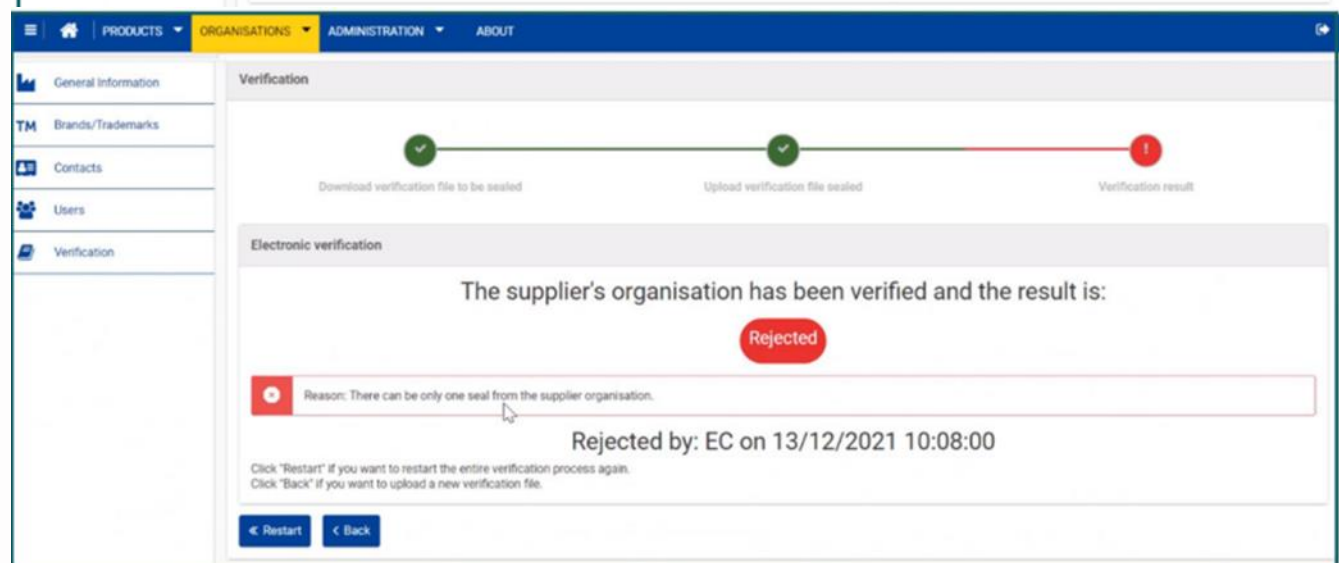 PRODUCTS ORGANISATIONS ADMINISTRATION ABOUT
General Information
TM Brands/Trademarks
Contacts
Users
Verification
Verification
Download verification file to be sealed
Upload verification file sealed
Verification result
Electronic verification
The supplier's organisation has been verified and the result is:
Rejected
Reason: There can be only one seal from the supplier organisation.
Rejected by: EC on 13/12/2021 10:08:00
Click "Restart" if you want to restart the entire verification process again.
Click "Back" if you want to upload a new verification file.
Restart
Back